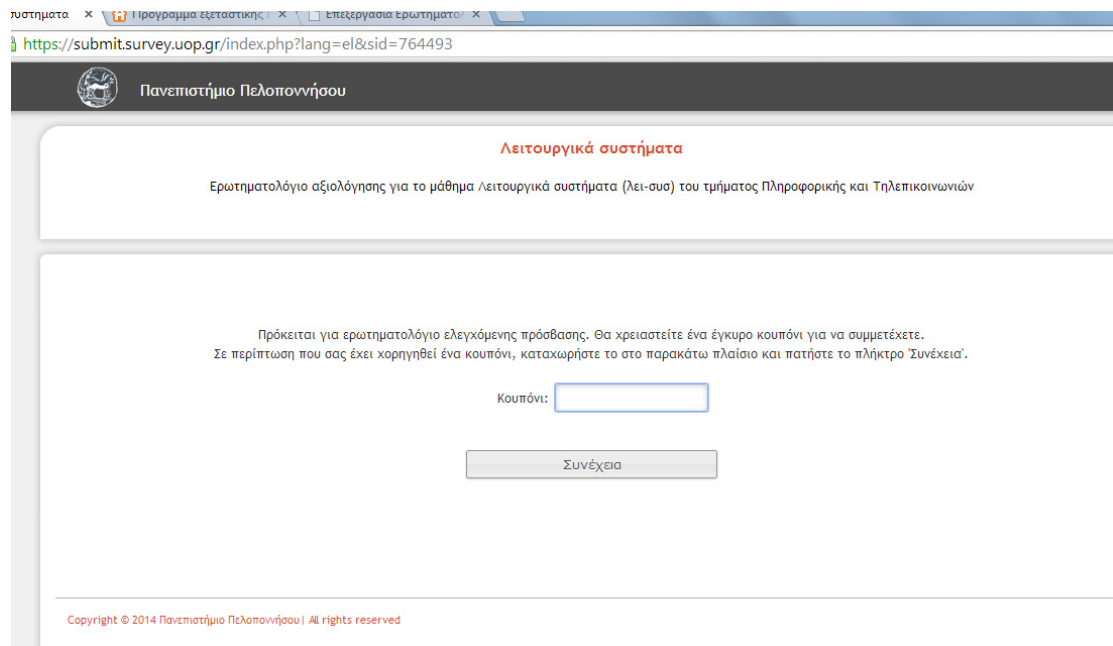 συστήματα × Πρόγραμμα εξεταστικής × Επεξεργασία Ερωτηματολ ×
https://submit.survey.uop.gr/index.php?lang=el&sid=764493
Πανεπιστήμιο Πελοποννήσου
Λειτουργικά συστήματα
Ερωτηματολόγιο αξιολόγησης για το μάθημα Λειτουργικά συστήματα (λει-συσ) του τμήματος Πληροφορικής και Τηλεπικοινωνιών
Πρόκειται για ερωτηματολόγιο ελεγχόμενης πρόσβασης. Θα χρειαστείτε ένα έγκυρο κουπόνι για να συμμετέχετε.
Σε περίπτωση που σας έχει χορηγηθεί ένα κουπόνι, καταχωρήστε το στο παρακάτω πλαίσιο και πατήστε το πλήκτρο 'Συνέχεια'.
Κουπόνι:
Συνέχεια
Copyright © 2014 Πανεπιστήμιο Πελοποννήσου| All rights reserved